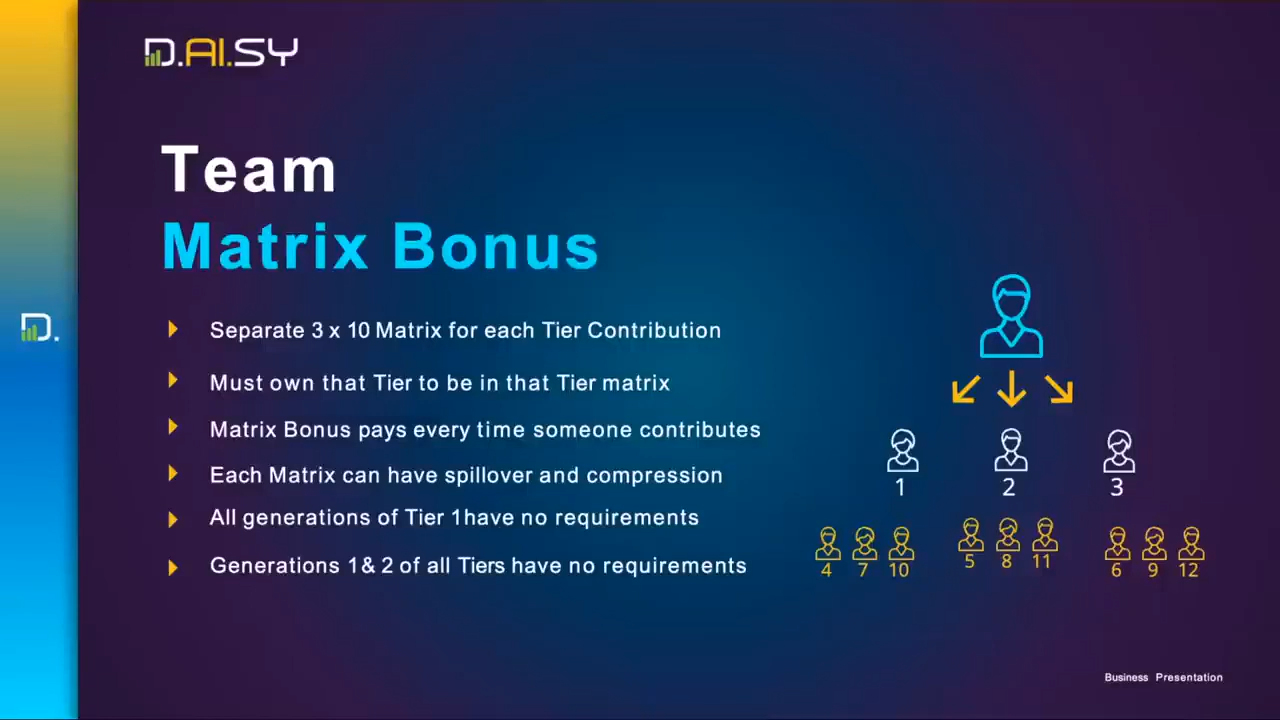 D.AI.SY
Team
Matrix Bonus
D.
Separate 3 x 10 Matrix for each Tier Contribution
Must own that Tier to be in that Tier matrix
Matrix Bonus pays every time someone contributes
Each Matrix can have spillover and compression
All generations of Tier 1have no requirements
Generations 1& 2 of all Tiers have no requirements
1 2 3
4 7 10 5 8 11 6 9 12
Business Presentation